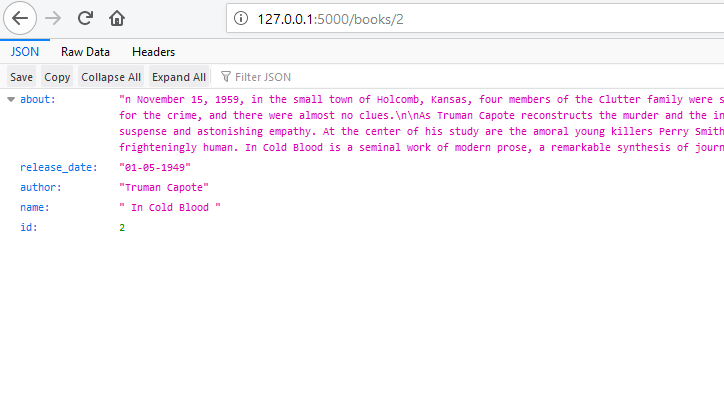 127.0.0.1:5000/books/2
JSON Raw Data Headers
Save Copy Collapse All Expand All Filter JSON
about: "n November 15, 1959, in the small town of Holcomb, Kansas, four members of the Clutter family were s
for the crime, and there were almost no clues.\n\nAs Truman Capote reconstructs the murder and the in
suspense and astonishing empathy. At the center of his study are the amoral young killers Perry Smith
frighteningly human. In Cold Blood is a seminal work of modern prose, a remarkable synthesis of journ
release_date: "01-05-1949"
author: "Truman Capote"
name: " In Cold Blood "
id: 2